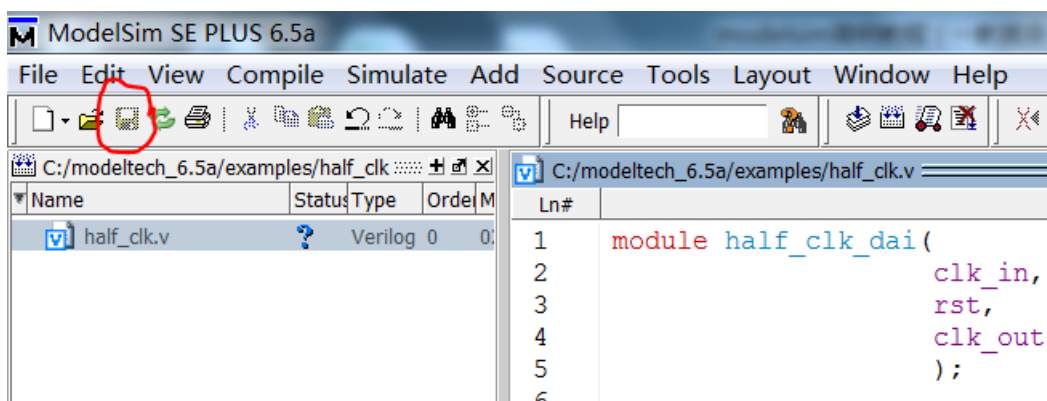 ModelSim SE PLUS 6.5a
File Edit View Compile Simulate Add Source Tools Layout Window Help
Help
C:/modeltech_6.5a/examples/half_clk
Name Status Type Order M
half_clk.v ? Verilog 0 0
C:/modeltech_6.5a/examples/half_clk.v
Ln#
1 module half_clk_dai(
2 clk_in,
3 rst,
4 clk_out
5 );
6